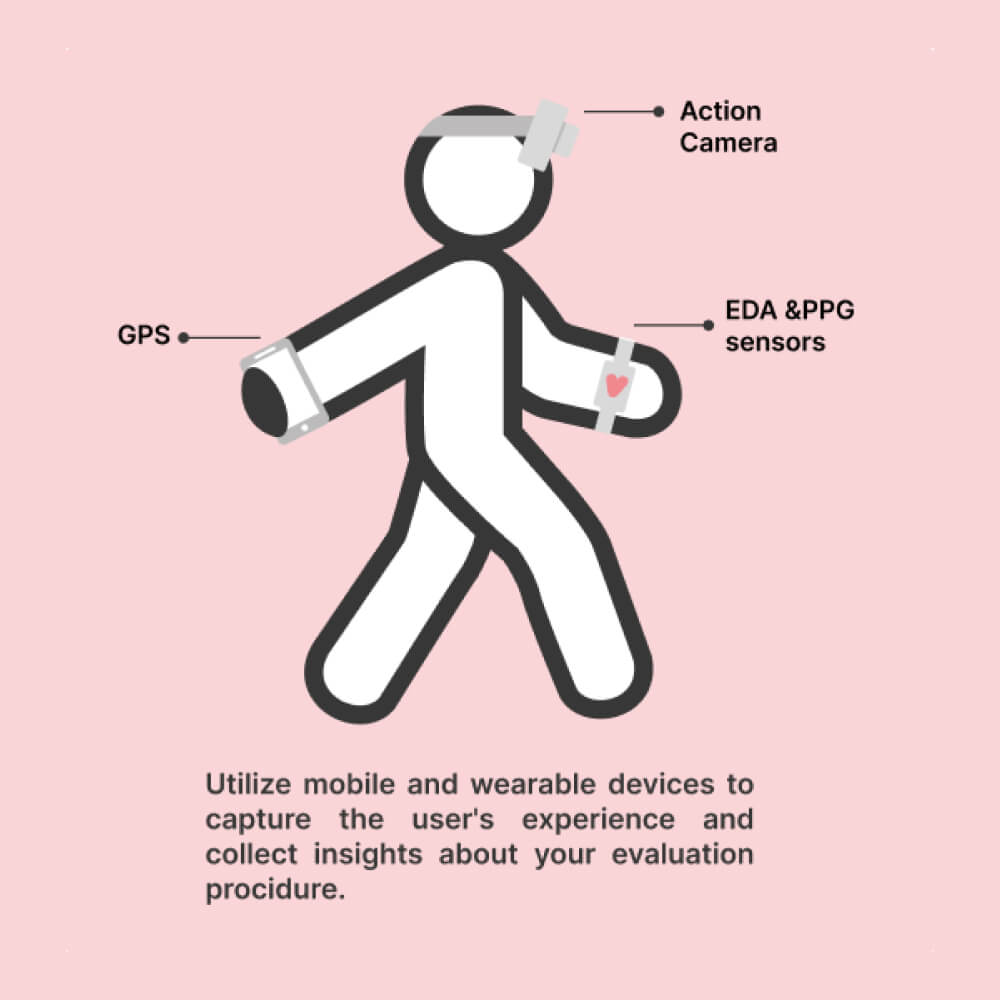 Action
Camera
GPS
EDA &PPG
sensors
Utilize mobile and wearable devices to
capture the user's experience and
collect insights about your evaluation
procidure.